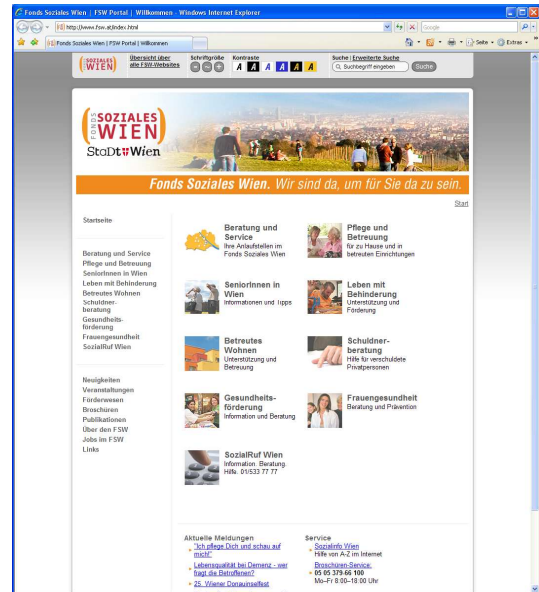 Fonds Soziales Wien | FSW Portal | Willkommen - Windows Internet Explorer
http://www.fsw.at/index.html
Google
Fonds Soziales Wien | FSW Portal | Willkommen
Seite
Extras
FONDS SOZIALES WIEN
Übersicht über
alle FSW-Websites
Schriftgröße
Kontraste
A A A A A A
Suche | Erweiterte Suche
Suchbegriff eingeben
Suche
FONDS SOZIALES WIEN
StaDt Wien
Fonds Soziales Wien. Wir sind da, um für Sie da zu sein.
Start
Startseite
Beratung und Service
Pflege und Betreuung
SeniorInnen in Wien
Leben mit Behinderung
Betreutes Wohnen
Schuldner-
beratung
Gesundheits-
förderung
Frauengesundheit
SozialRuf Wien
Neuigkeiten
Veranstaltungen
Förderwesen
Broschüren
Publikationen
Über den FSW
Jobs im FSW
Links
Beratung und
Service
Ihre Anlaufstellen im
Fonds Soziales Wien
Pflege und
Betreuung
für zu Hause und in
betreuten Einrichtungen
SeniorInnen in
Wien
Informationen und Tipps
Leben mit
Behinderung
Unterstützung und
Förderung
Betreutes
Wohnen
Unterstützung und
Betreuung
Schuldner-
beratung
Hilfe für verschuldete
Privatpersonen
Gesundheits-
förderung
Information und Beratung
Frauengesundheit
Beratung und Prävention
SozialRuf Wien
Information. Beratung.
Hilfe. 01/533 77 77
Aktuelle Meldungen
"Ich pflege Dich und schau auf
mich!"
Lebensqualität bei Demenz - wer
fragt die Betroffenen?
25. Wiener Donauinselfest
Service
Sozialinfo Wien
Hilfe von A-Z im Internet
Broschüren-Service:
05 05 379-66 100
Mo–Fr 8:00–18:00 Uhr